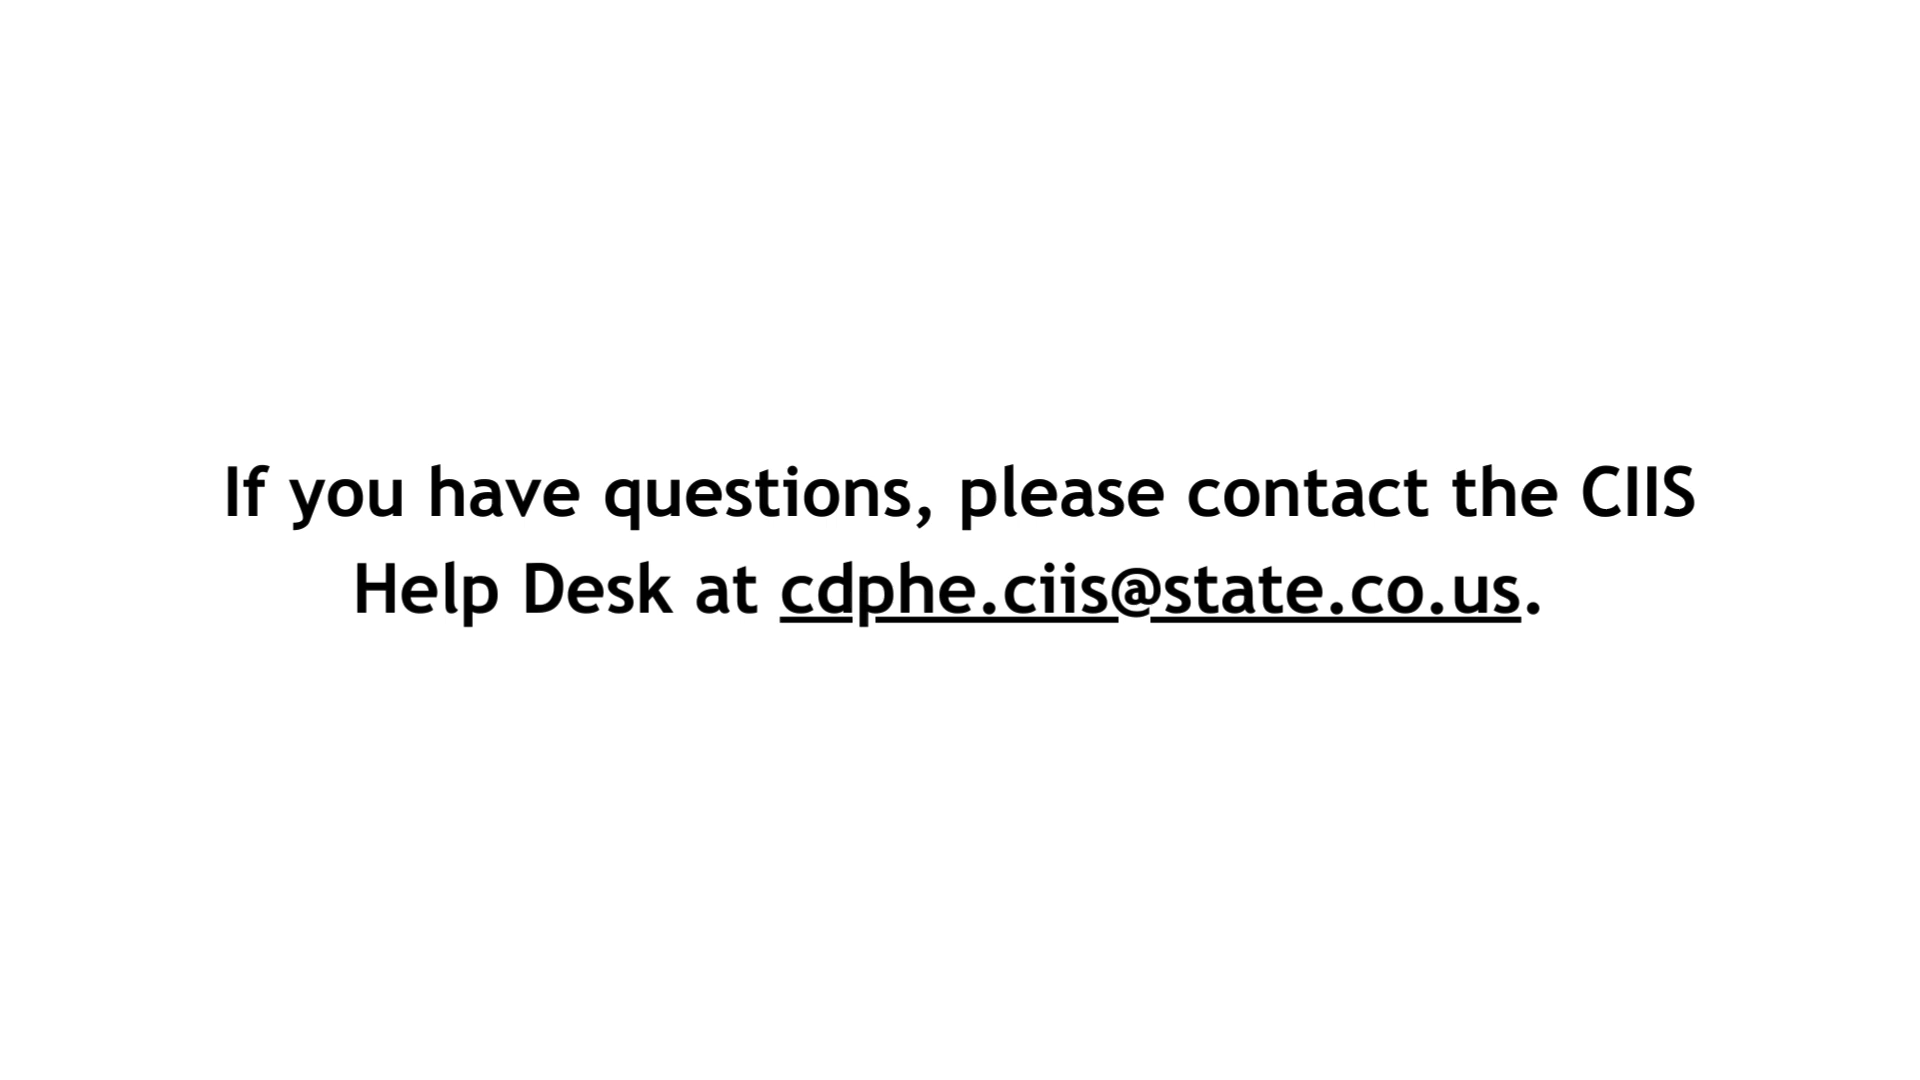 If you have questions, please contact the CIIS
Help Desk at cdphe.ciis@state.co.us.